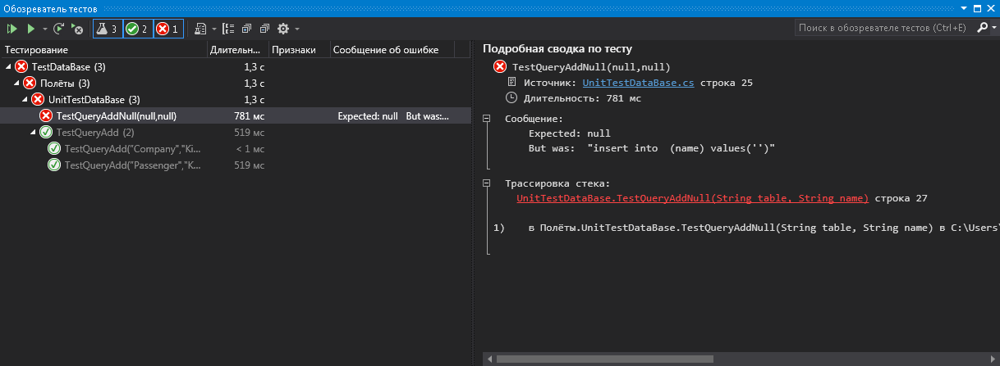 Обозреватель тестов
3 2 1
Поиск в обозревателе тестов (Ctrl+E)
Тестирование Длительн... Признаки Сообщение об ошибке
TestDataBase (3) 1,3 с
Полёты (3) 1,3 с
UnitTestDataBase (3) 1,3 с
TestQueryAddNull(null,null) 781 мс Expected: null But was:...
TestQueryAdd (2) 519 мс
TestQueryAdd("Company","Ki... < 1 мс
TestQueryAdd("Passenger","K... 519 мс
Подробная сводка по тесту
TestQueryAddNull(null,null)
Источник: UnitTestDataBase.cs строка 25
Длительность: 781 мс
Сообщение:
Expected: null
But was: "insert into  (name) values('')"
Трассировка стека:
UnitTestDataBase.TestQueryAddNull(String table, String name) строка 27
1) в Полёты.UnitTestDataBase.TestQueryAddNull(String table, String name) в C:\Users\